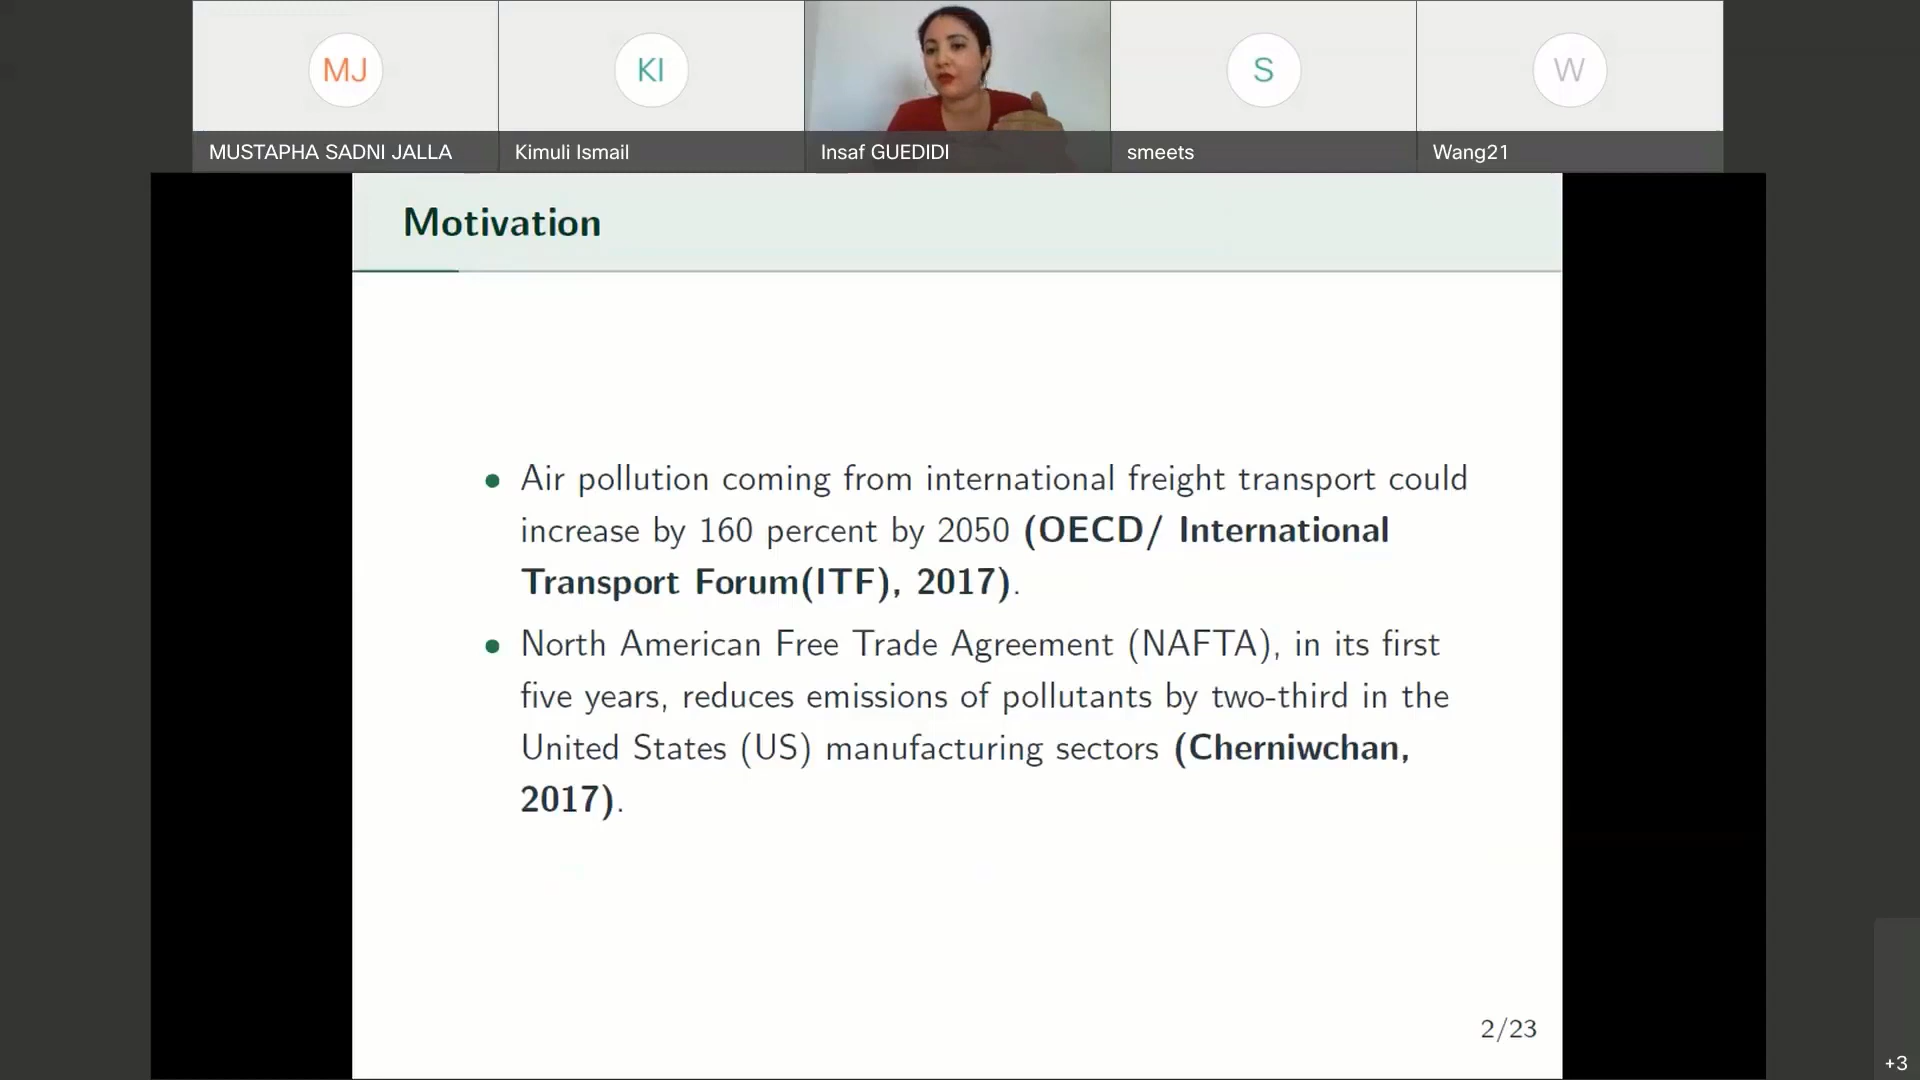 MJ
KI
S
W
MUSTAPHA SADNI JALLA
Kimuli Ismail
Insaf GUEDIDI
smeets
Wang21
Motivation
• Air pollution coming from international freight transport could
increase by 160 percent by 2050 (OECD/ International
Transport Forum(ITF), 2017).
• North American Free Trade Agreement (NAFTA), in its first
five years, reduces emissions of pollutants by two-third in the
United States (US) manufacturing sectors (Cherniwchan,
2017).
2/23
+3